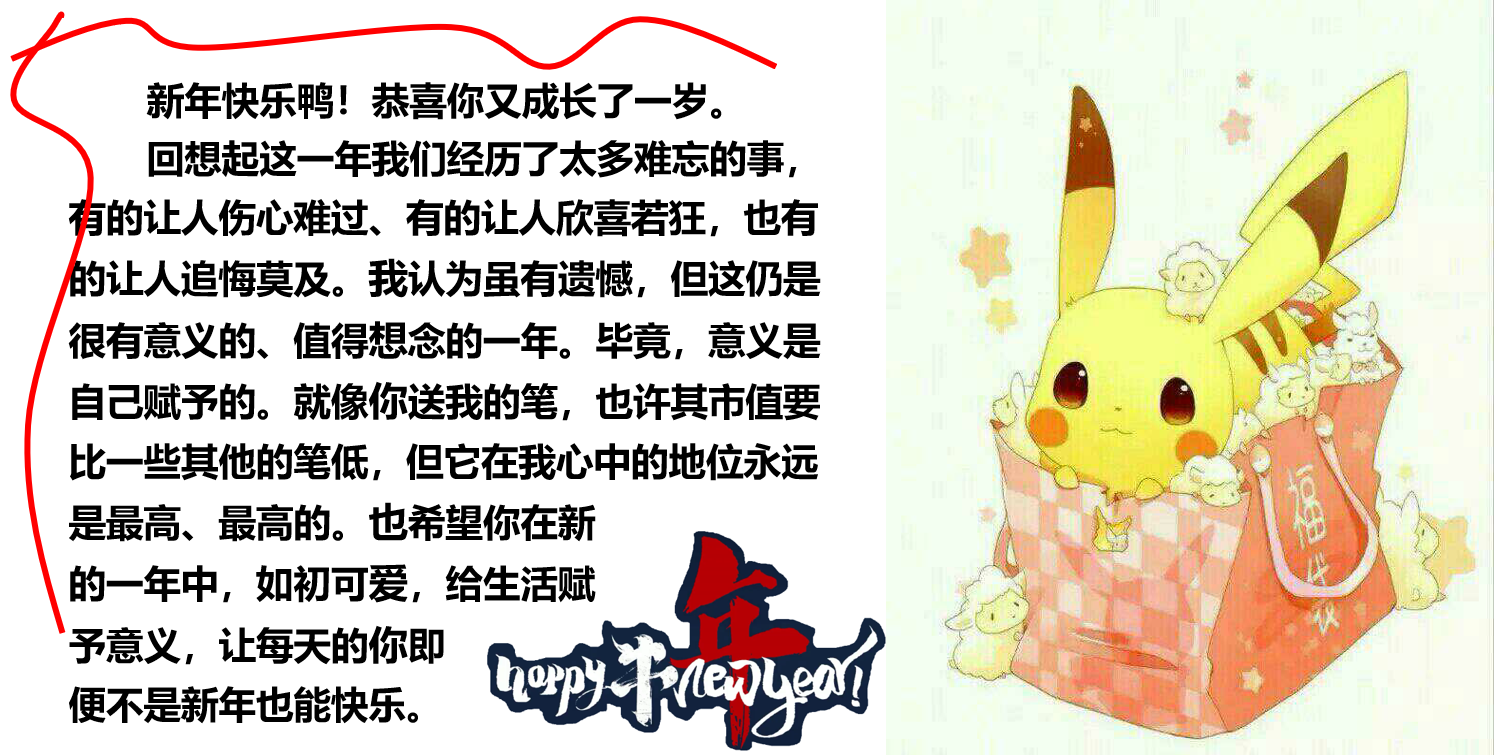 新年快乐鸭！恭喜你又成长了一岁。
回想起这一年我们经历了太多难忘的事，
有的让人伤心难过、有的让人欣喜若狂，也有
的让人追悔莫及。我认为虽有遗憾，但这仍是
很有意义的、值得想念的一年。毕竟，意义是
自己赋予的。就像你送我的笔，也许其市值要
比一些其他的笔低，但它在我心中的地位永远
是最高、最高的。也希望你在新
的一年中，如初可爱，给生活赋
予意义，让每天的你即
便不是新年也能快乐。
年
happy 牛 new year!
福袋